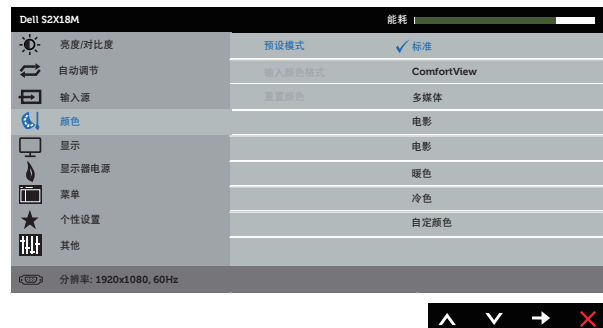 Dell S2X18M 能耗
亮度/对比度 预设模式 ✓ 标准
自动调节 输入颜色格式 ComfortView
输入源 重置颜色 多媒体
颜色 电影
显示 电影
显示器电源 暖色
菜单 冷色
个性设置 自定颜色
其他
分辨率: 1920x1080, 60Hz